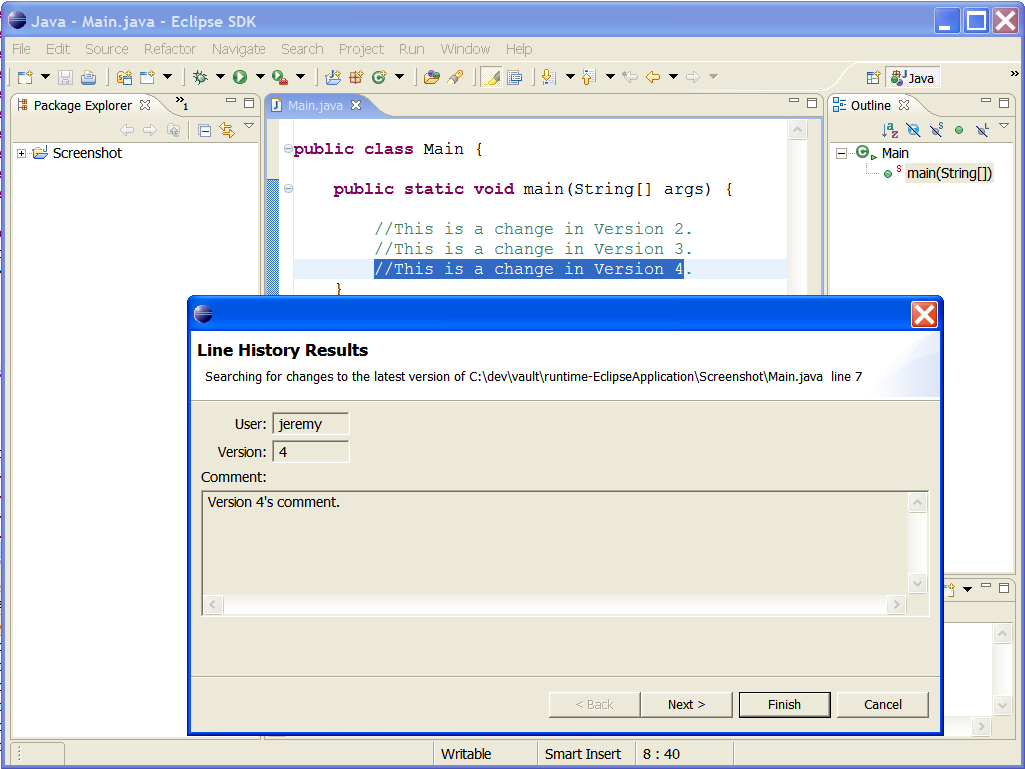 Java - Main.java - Eclipse SDK
File Edit Source Refactor Navigate Search Project Run Window Help
Java »
Package Explorer »1
Main.java
Outline
Screenshot
public class Main {
public static void main(String[] args) {
//This is a change in Version 2.
//This is a change in Version 3.
//This is a change in Version 4.
}
Main
S main(String[])
Line History Results
Searching for changes to the latest version of C:\dev\vault\runtime-EclipseApplication\Screenshot\Main.java line 7
User: jeremy
Version: 4
Comment:
Version 4's comment.
< Back Next > Finish Cancel
Writable Smart Insert 8 : 40